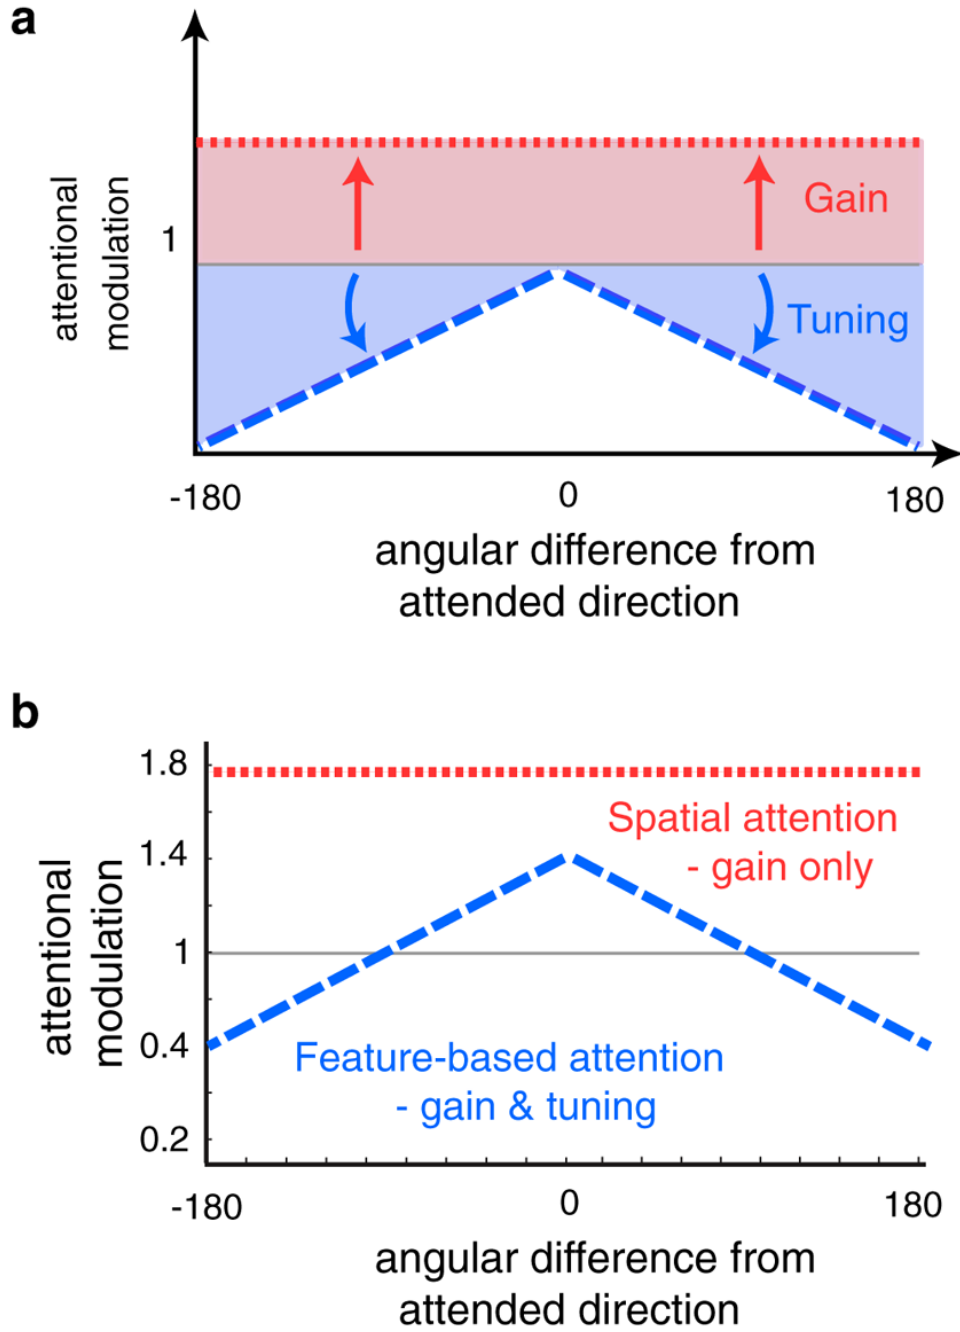 a
attentional
modulation
1
Gain
Tuning
-180
0
180
angular difference from
attended direction
b
attentional
modulation
1.8
1.4
1
0.4
0.2
Spatial attention
- gain only
Feature-based attention
- gain & tuning
-180
0
180
angular difference from
attended direction